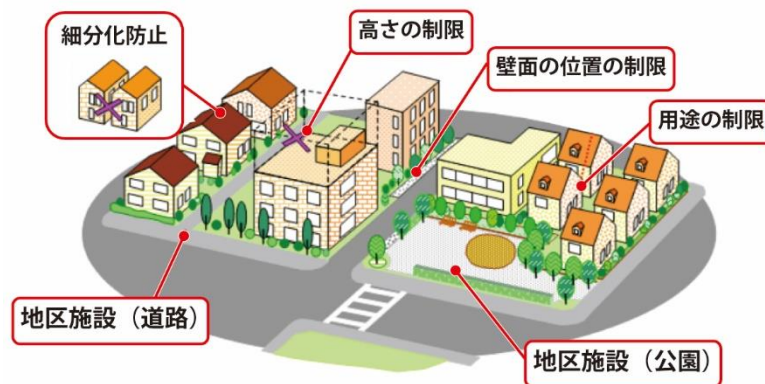 細分化防止
高さの制限
壁面の位置の制限
用途の制限
地区施設（道路）
地区施設（公園）